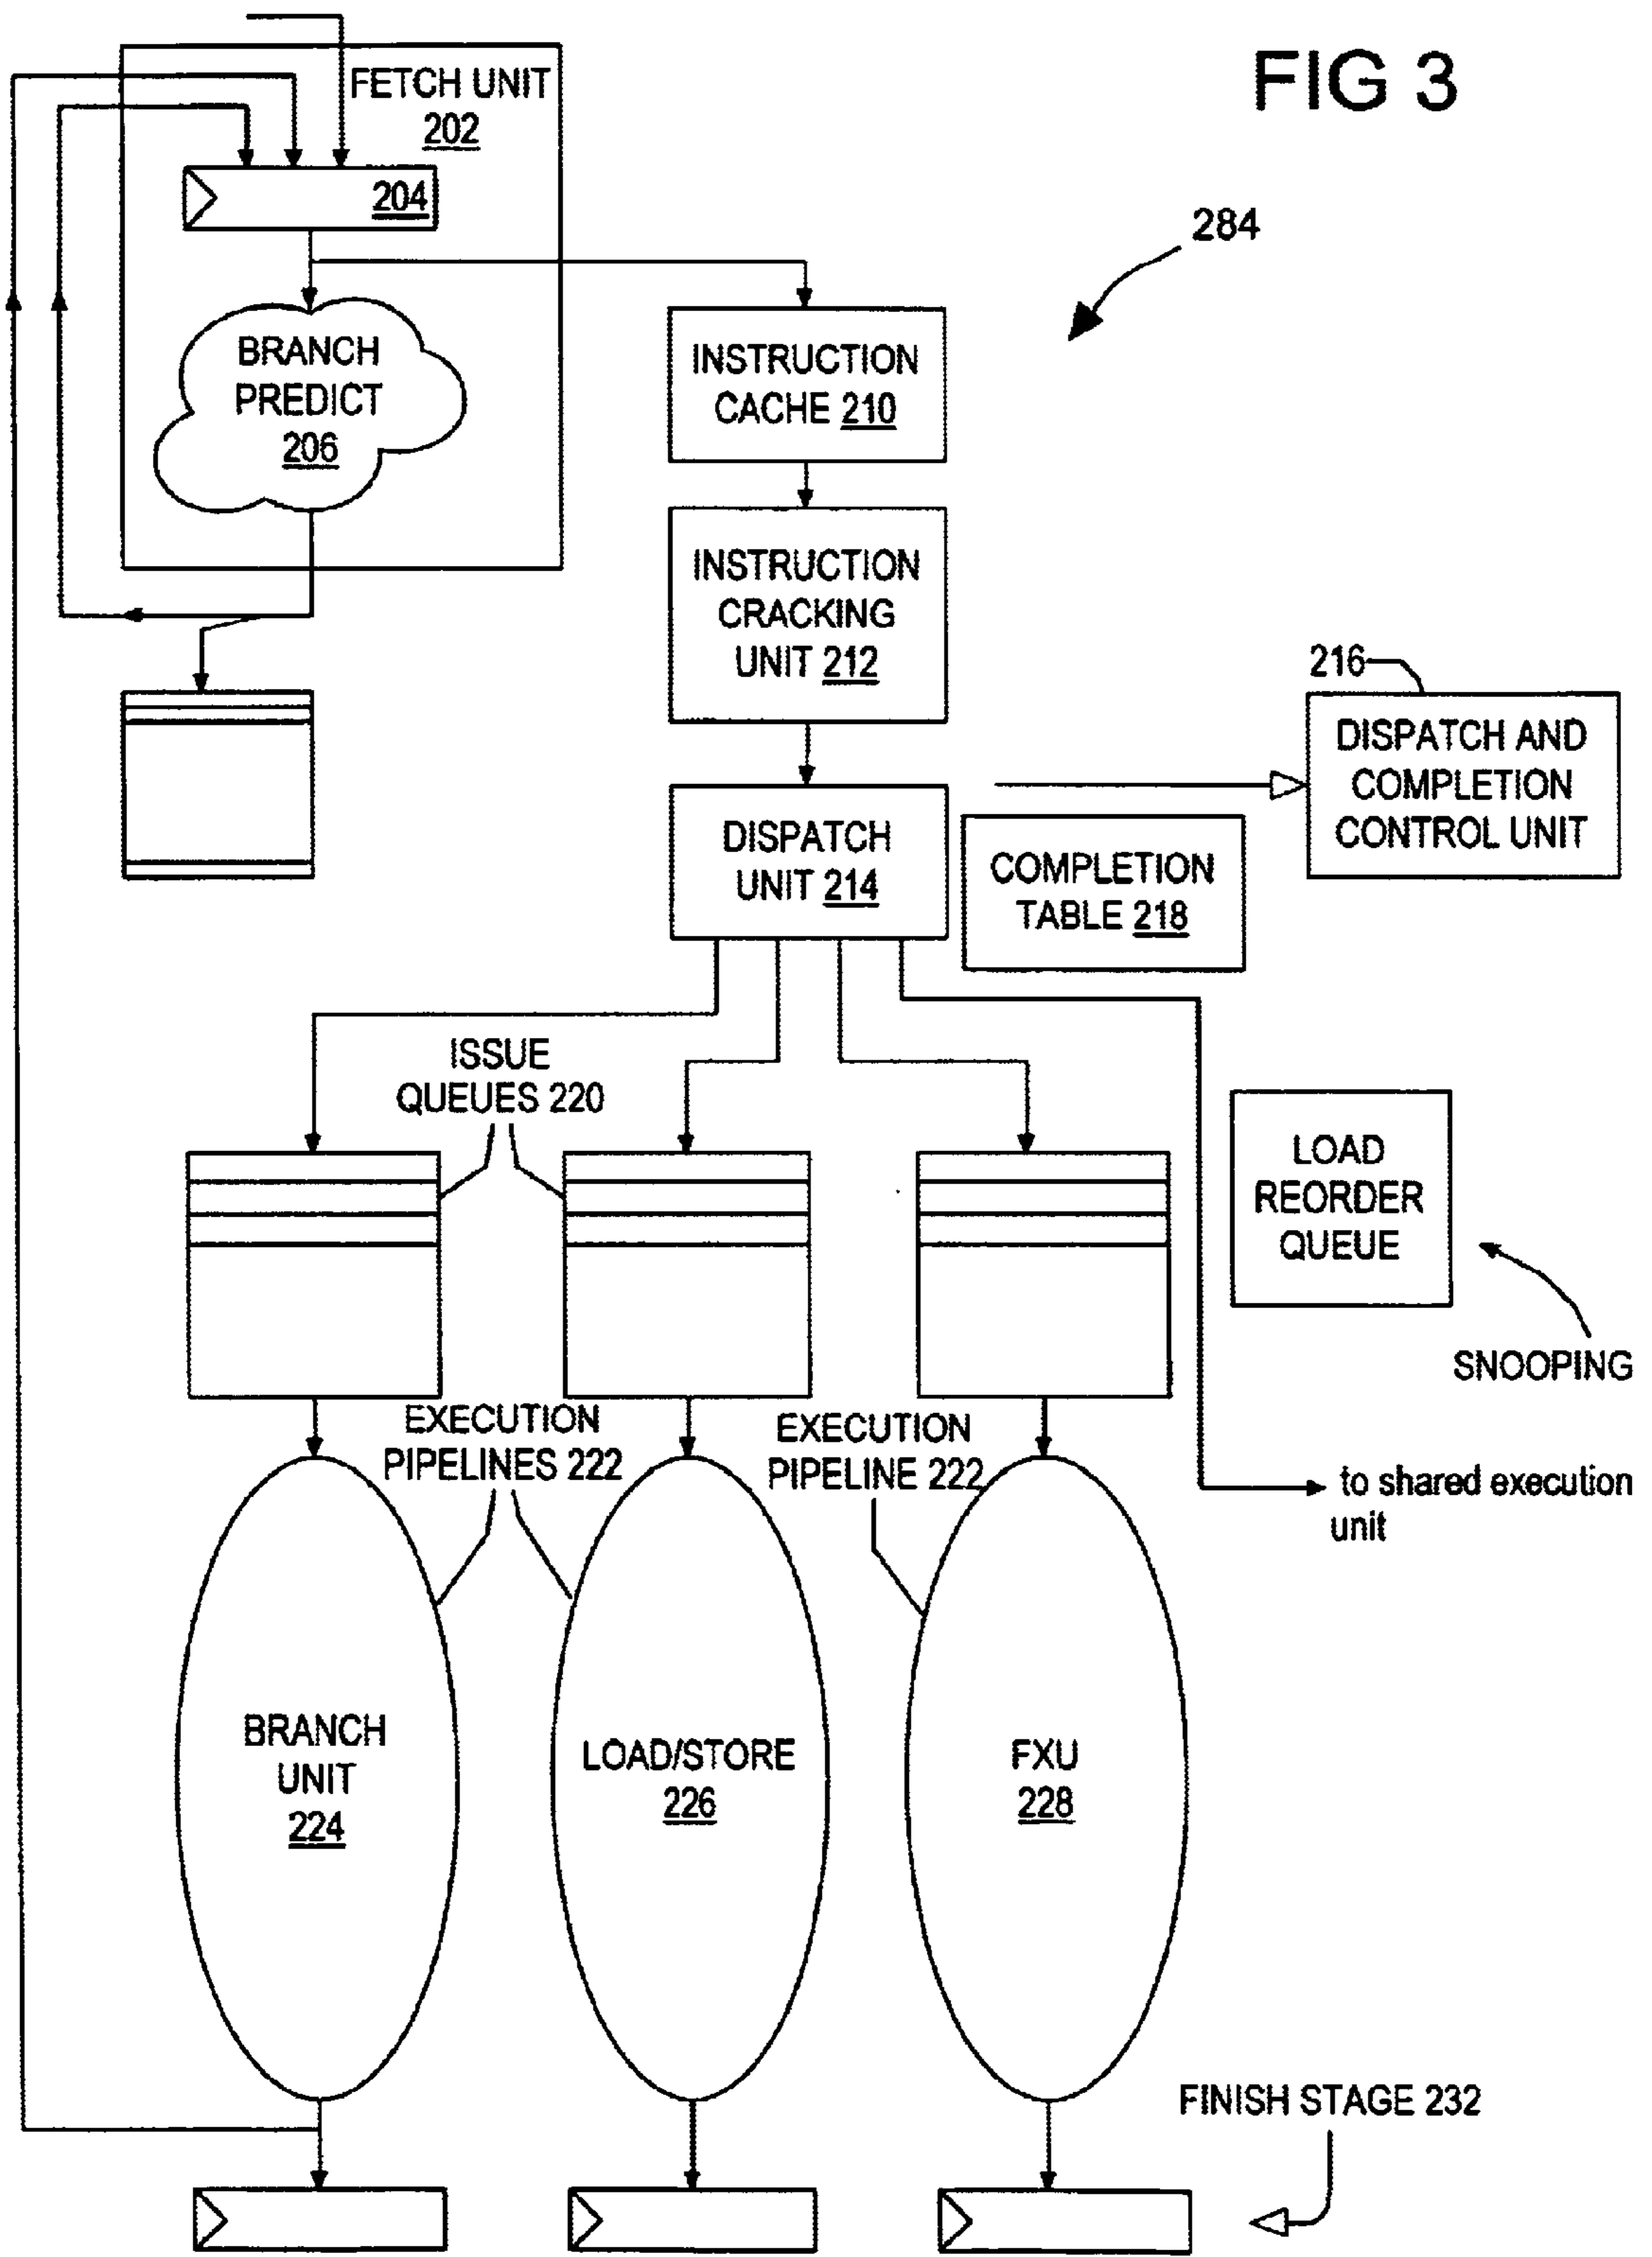 FIG 3
FETCH UNIT
202
204
284
BRANCH
PREDICT
206
INSTRUCTION
CACHE 210
INSTRUCTION
CRACKING
UNIT 212
216
DISPATCH AND
COMPLETION
CONTROL UNIT
DISPATCH
UNIT 214
COMPLETION
TABLE 218
ISSUE
QUEUES 220
LOAD
REORDER
QUEUE
SNOOPING
EXECUTION
PIPELINES 222
EXECUTION
PIPELINE 222
to shared execution
unit
BRANCH
UNIT
224
LOAD/STORE
226
FXU
228
FINISH STAGE 232